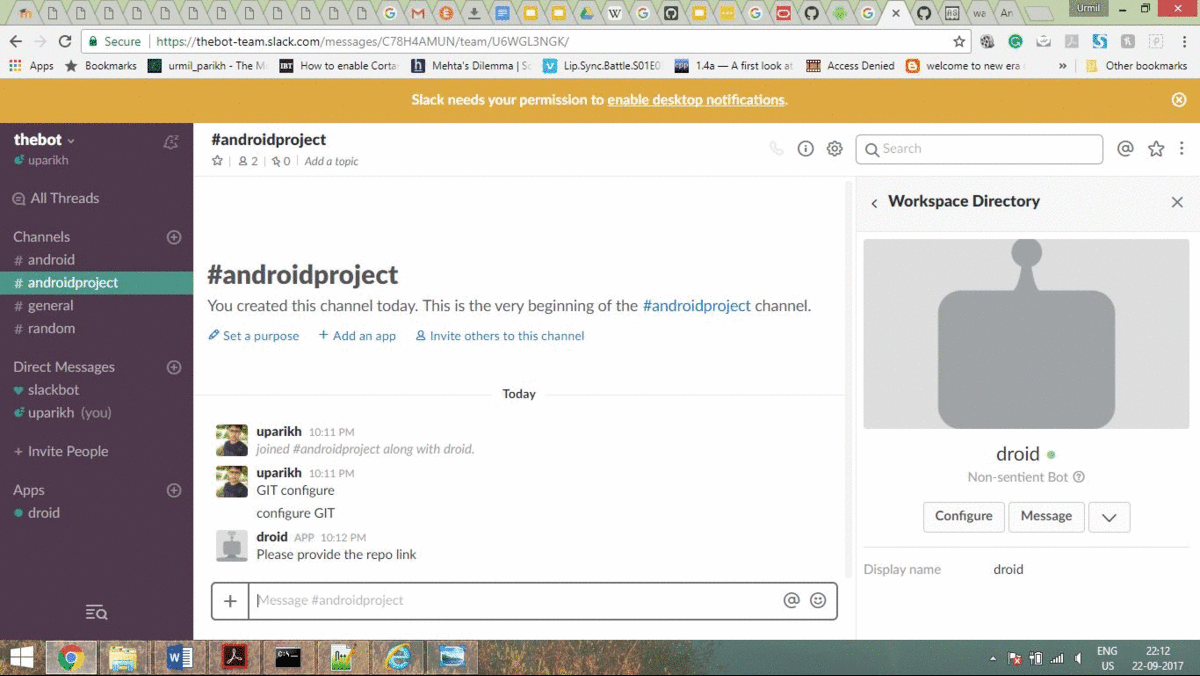 wa
An
Urmil
Secure
https://thebot-team.slack.com/messages/C78H4AMUN/team/U6WGL3NGK/
Apps
Bookmarks
urmil_parikh - The M
How to enable Corta
Mehta's Dilemma | Sc
Lip.Sync.Battle.S01E0
1.4a — A first look at
Access Denied
welcome to new era
»
Other bookmarks
Slack needs your permission to enable desktop notifications.
thebot
uparikh
All Threads
Channels
# android
# androidproject
# general
# random
Direct Messages
slackbot
uparikh (you)
+ Invite People
Apps
droid
#androidproject
2
0
Add a topic
Search
#androidproject
You created this channel today. This is the very beginning of the #androidproject channel.
Set a purpose
+ Add an app
Invite others to this channel
Today
uparikh 10:11 PM
joined #androidproject along with droid.
uparikh 10:11 PM
GIT configure
configure GIT
droid APP 10:12 PM
Please provide the repo link
Message #androidproject
Workspace Directory
droid
Non-sentient Bot
Configure
Message
Display name droid
ENG
US
22:12
22-09-2017